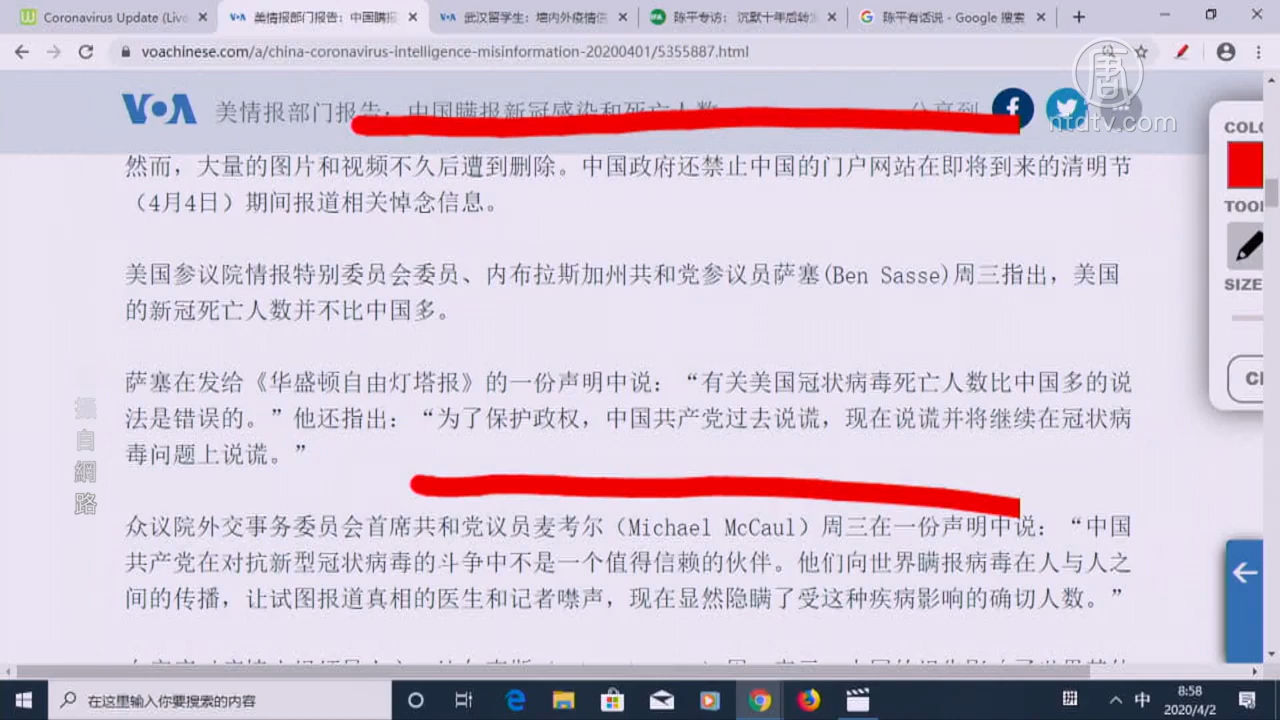 Coronavirus Update (Live
美情报部门报告：中国瞒报
武汉留学生：墙内外疫情信
陈平专访：沉默十年后转
陈平有话说 - Google 搜索
voachinese.com/a/china-coronavirus-intelligence-misinformation-20200401/5355887.html
唐
ntdtv.com
VOA 美情报部门报告：中国瞒报新冠感染和死亡人数 分享到
然而，大量的图片和视频不久后遭到删除。中国政府还禁止中国的门户网站在即将到来的清明节
（4月4日）期间报道相关悼念信息。
美国参议院情报特别委员会委员、内布拉斯加州共和党参议员萨塞(Ben Sasse)周三指出，美国
的新冠死亡人数并不比中国多。
萨塞在发给《华盛顿自由灯塔报》的一份声明中说：“有关美国冠状病毒死亡人数比中国多的说
法是错误的。”他还指出：“为了保护政权，中国共产党过去说谎，现在说谎并将继续在冠状病
毒问题上说谎。”
众议院外交事务委员会首席共和党议员麦考尔（Michael McCaul）周三在一份声明中说：“中国
共产党在对抗新型冠状病毒的斗争中不是一个值得信赖的伙伴。他们向世界瞒报病毒在人与人之
间的传播，让试图报道真相的医生和记者噤声，现在显然隐瞒了受这种疾病影响的确切人数。”
COLO
TOOL
SIZE
Cl
攝自網路
在这里输入你要搜索的内容
中
8:58
2020/4/2